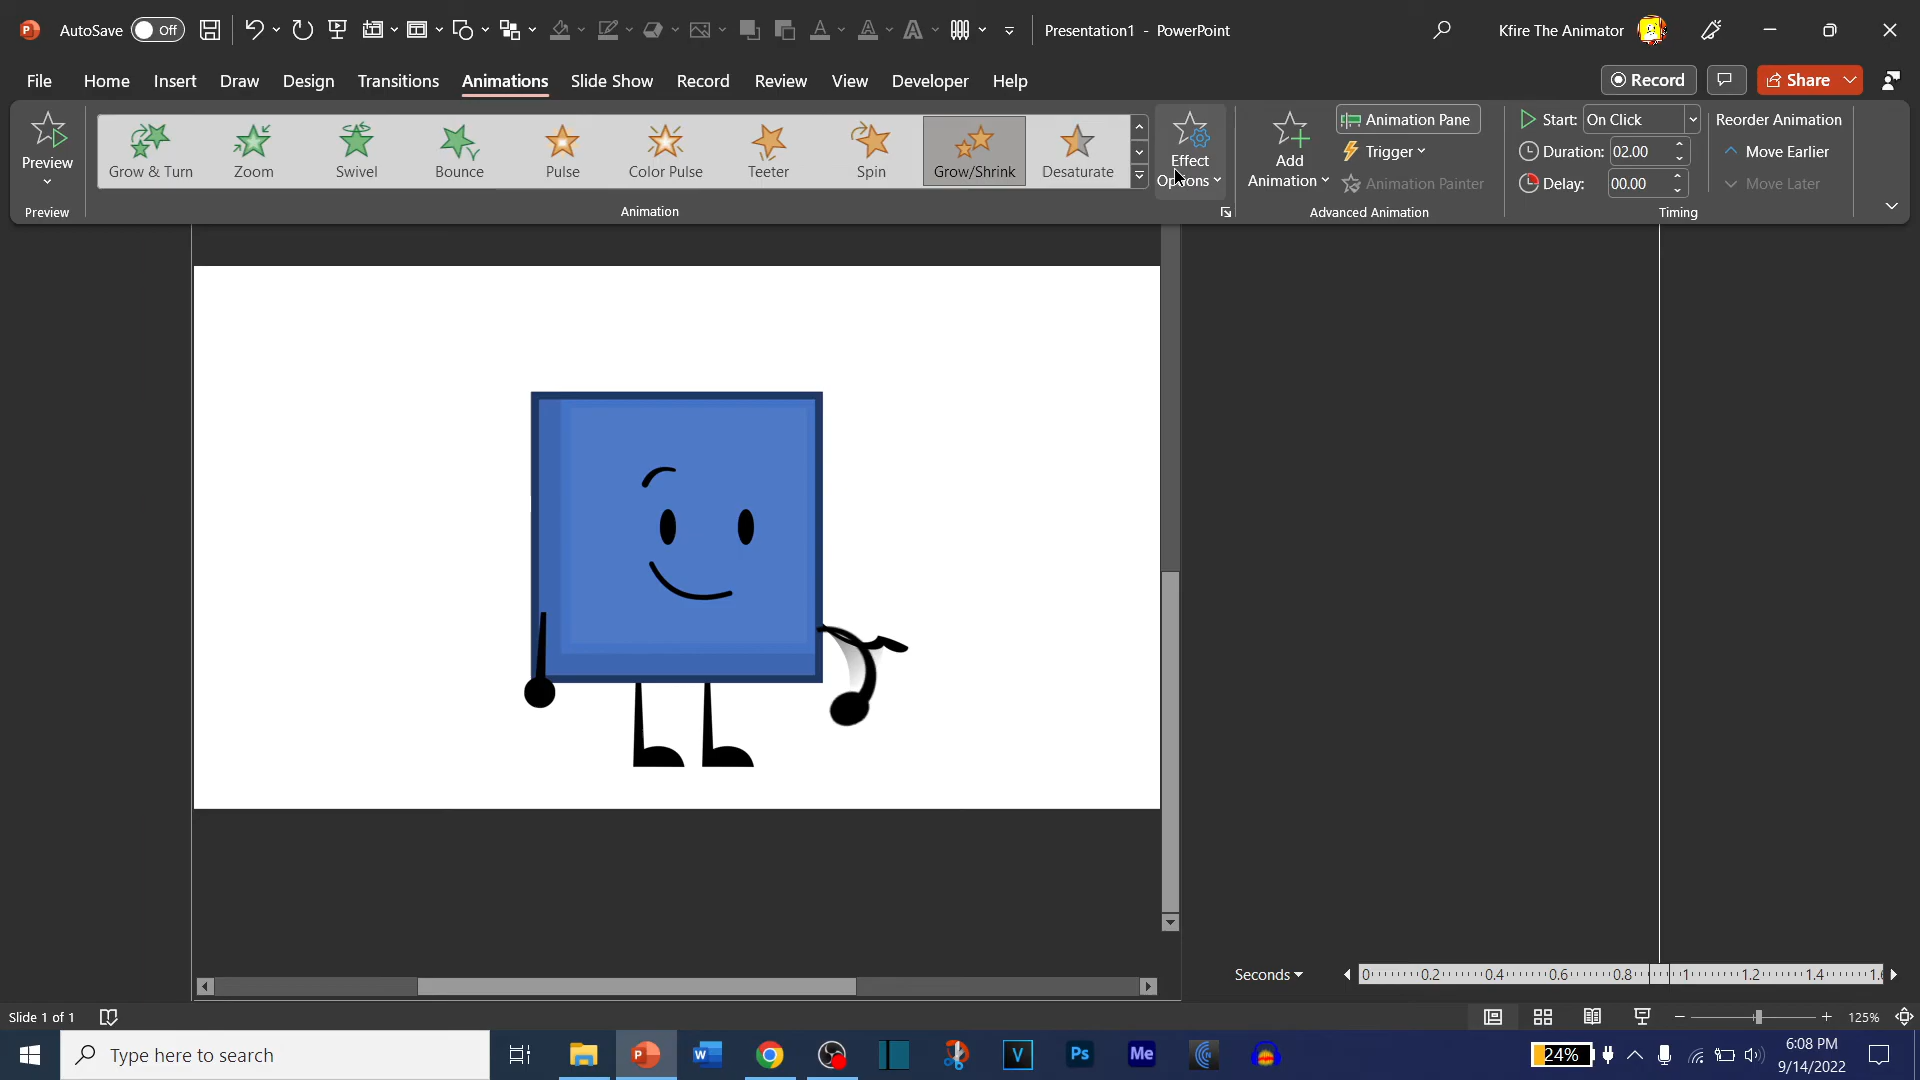 AutoSave Off Presentation1 - PowerPoint Kfire The Animator
File Home Insert Draw Design Transitions Animations Slide Show Record Review View Developer Help Record Share
Preview
Grow & Turn Zoom Swivel Bounce Pulse Color Pulse Teeter Spin Grow/Shrink Desaturate
Effect Options
Add Animation
Animation Pane
Trigger
Animation Painter
Start: On Click
Duration: 02.00
Delay: 00.00
Reorder Animation
Move Earlier
Move Later
Preview Animation Advanced Animation Timing
Seconds 0 0.2 0.4 0.6 0.8 1 1.2 1.4 1.6
Slide 1 of 1 125%
Type here to search
W V Ps Me
24%
6:08 PM
9/14/2022